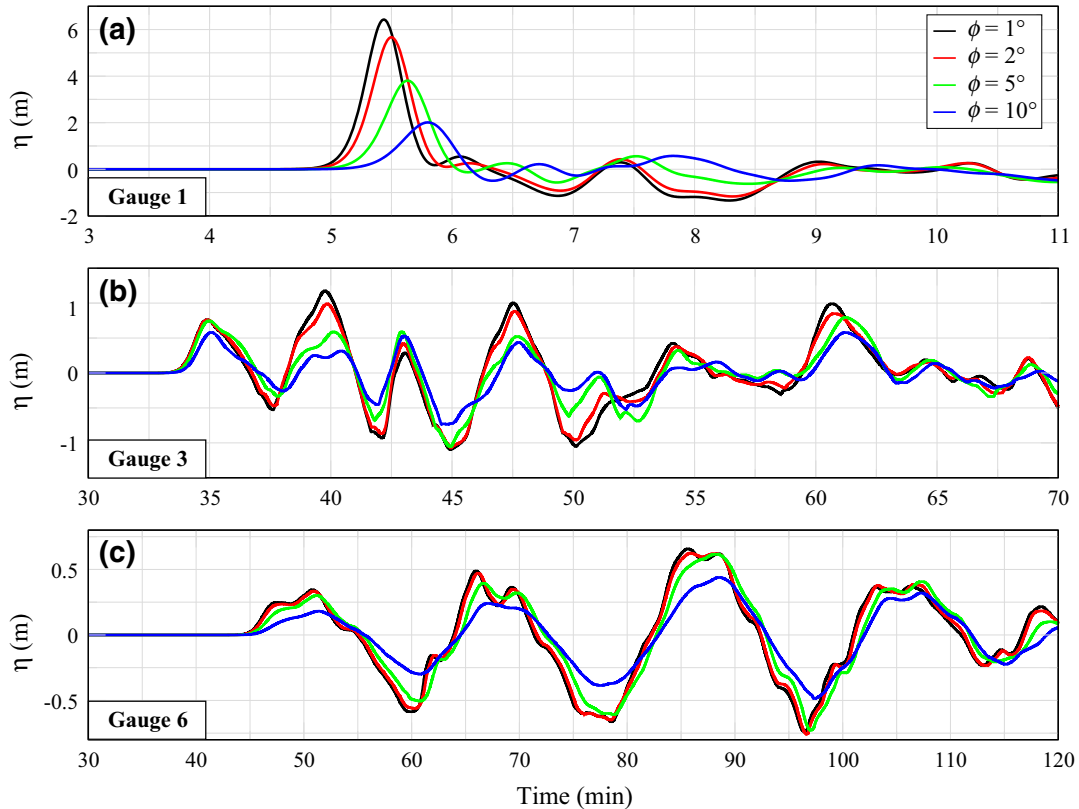 (a)
η (m)
6
4
2
0
-2
ϕ = 1°
ϕ = 2°
ϕ = 5°
ϕ = 10°
Gauge 1
3 4 5 6 7 8 9 10 11
(b)
η (m)
1
0
-1
Gauge 3
30 35 40 45 50 55 60 65 70
(c)
η (m)
0.5
0
-0.5
Gauge 6
30 40 50 60 70 80 90 100 110 120
Time (min)